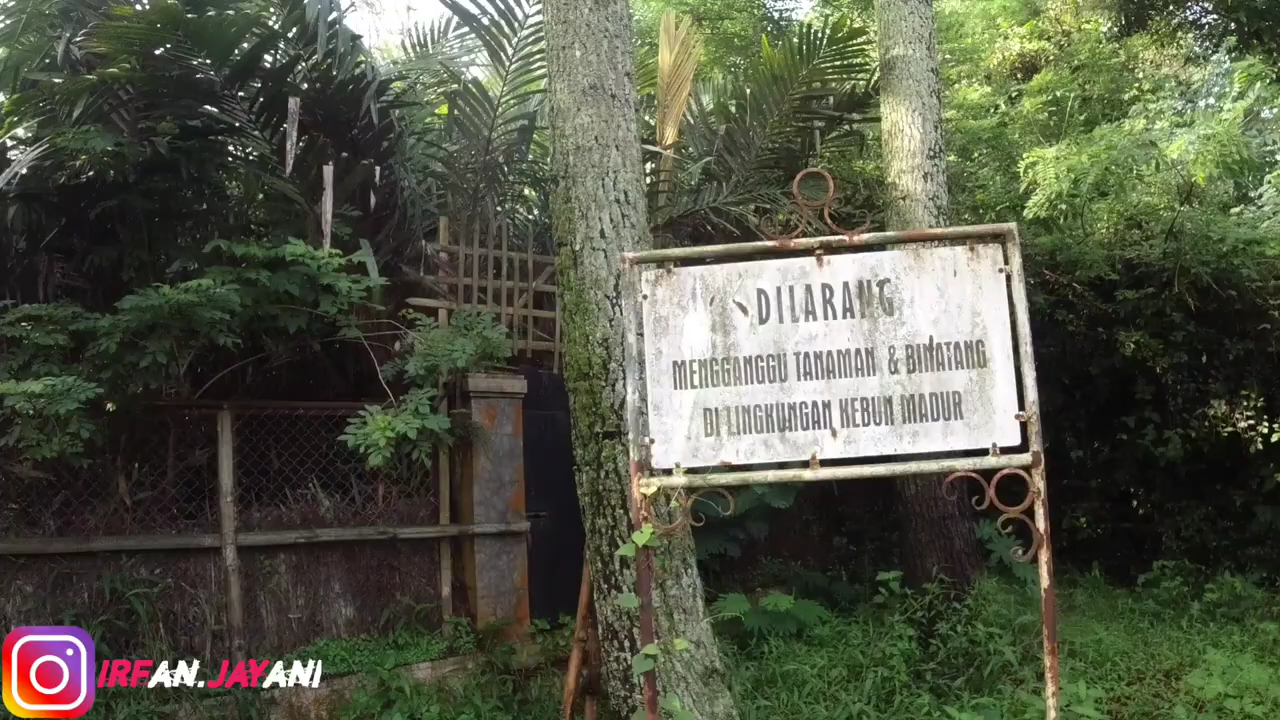 DILARANG
MENGGANGGU TANAMAN & BINATANG
DI LINGKUNGAN KEBUN MADUR
IRFAN.JAYANI